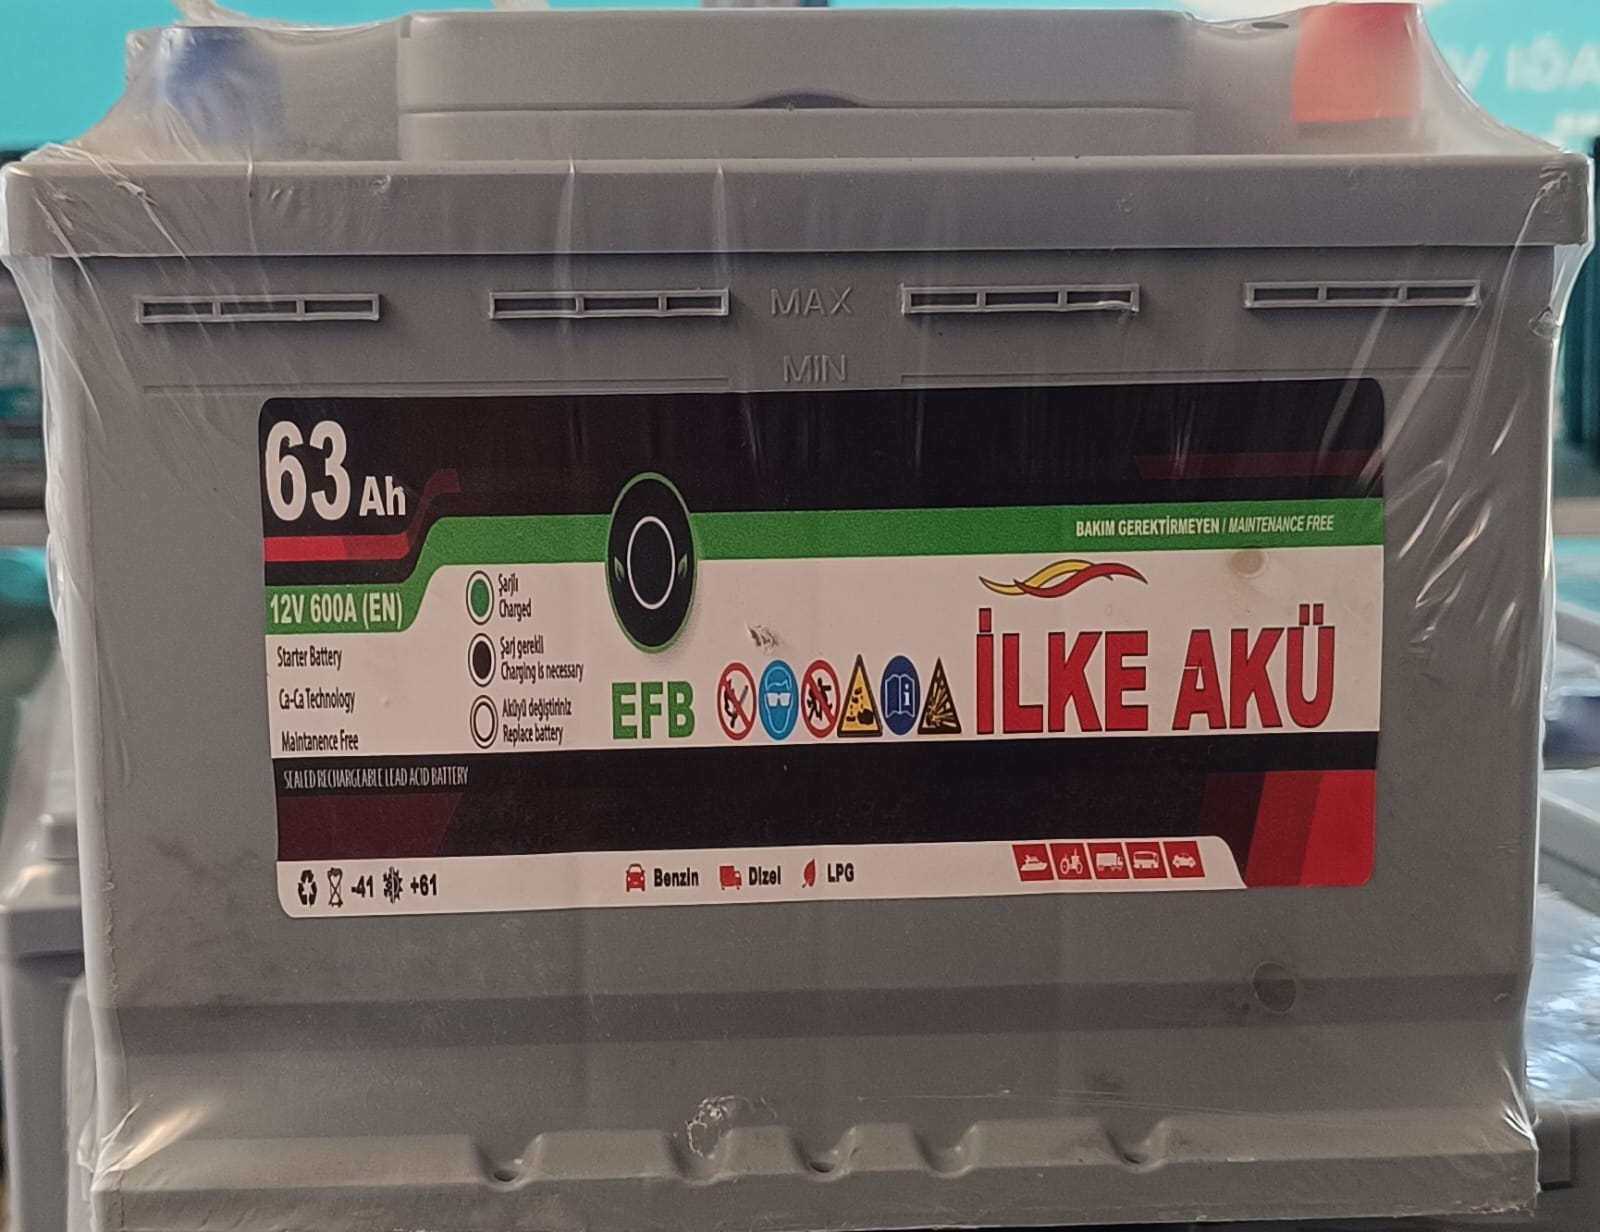 IĞA
MAX
MIN
63 Ah
BAKIM GEREKTİRMEYEN / MAINTENANCE FREE
12V 600A (EN)
Şarjlı
Charged
Şarj gerekli
Charging is necessary
Aküyü değiştiriniz
Replace battery
Starter Battery
Ca-Ca Technology
Maintanence Free
EFB
İLKE AKÜ
SEALED RECHARGEABLE LEAD ACID BATTERY
-41 +61
Benzin Dizel LPG